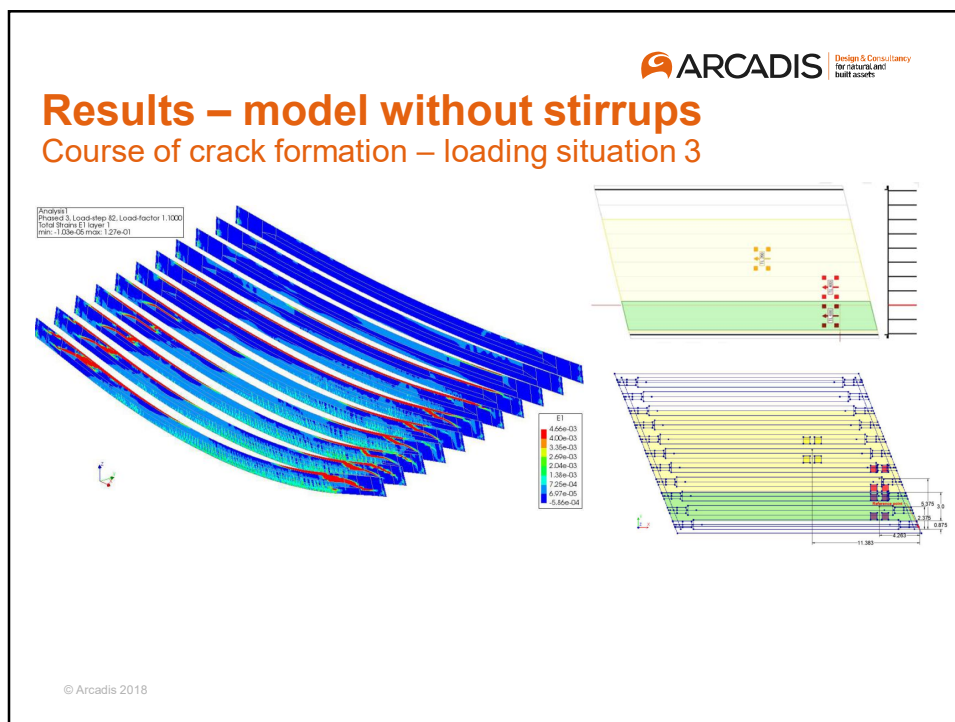 ARCADIS
Design & Consultancy
for natural and
built assets
Results – model without stirrups
Course of crack formation – loading situation 3
Analysis1
Phased 3, Load-step 82, Load-factor 1.1000
Total Strains E1 layer 1
min: -1.03e-05 max: 1.27e-01
E1
4.66e-03
4.00e-03
3.35e-03
2.69e-03
2.04e-03
1.38e-03
7.25e-04
6.97e-05
-5.86e-04
5.375
3.0
2.375
0.875
4.263
11.383
© Arcadis 2018